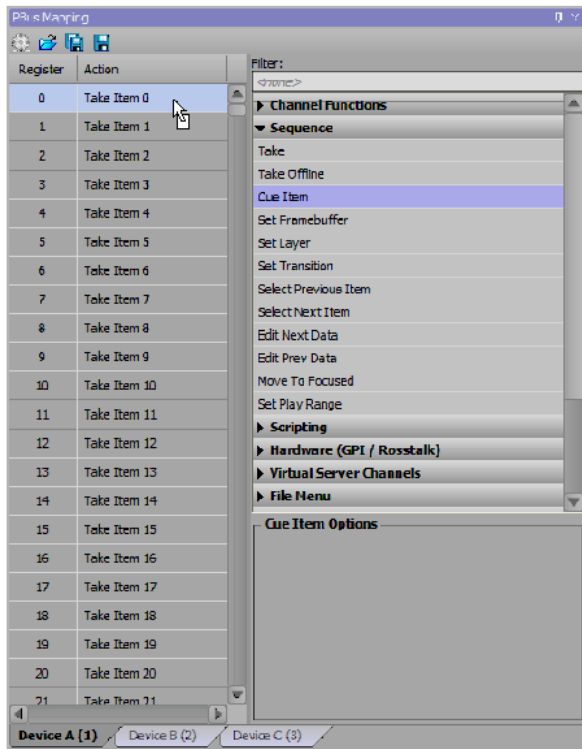 PBus Mapping
Register Action
0 Take Item 0
1 Take Item 1
2 Take Item 2
3 Take Item 3
4 Take Item 4
5 Take Item 5
6 Take Item 6
7 Take Item 7
8 Take Item 8
9 Take Item 9
10 Take Item 10
11 Take Item 11
12 Take Item 12
13 Take Item 13
14 Take Item 14
15 Take Item 15
16 Take Item 16
17 Take Item 17
18 Take Item 18
19 Take Item 19
20 Take Item 20
21 Take Item 21
Filter:
<none>
Channel Functions
Sequence
Take
Take Offline
Cue Item
Set Framebuffer
Set Layer
Set Transition
Select Previous Item
Select Next Item
Edit Next Data
Edit Prev Data
Move To Focused
Set Play Range
Scripting
Hardware (GPI / Rosstalk)
Virtual Server Channels
File Menu
Cue Item Options
Device A (1) Device B (2) Device C (3)